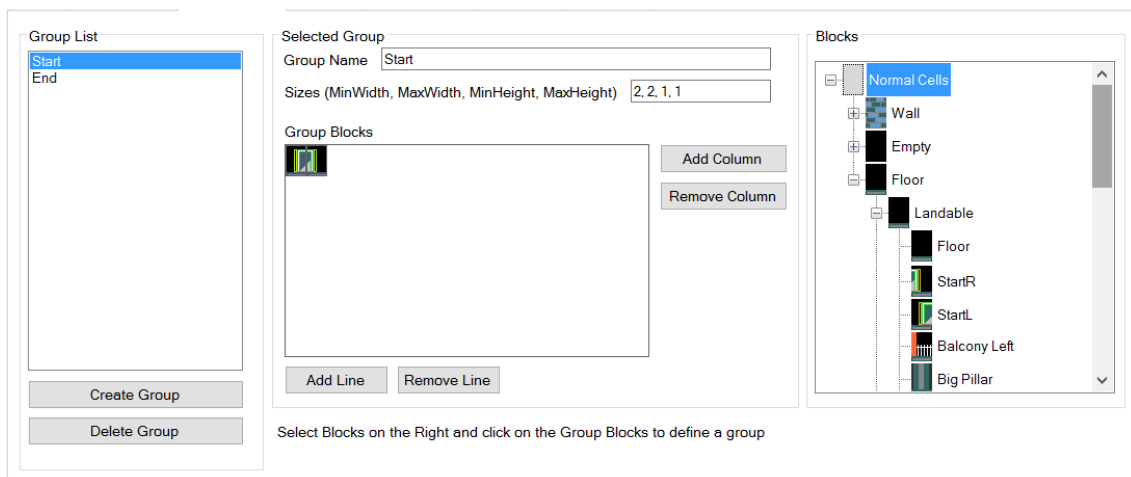 Group List
Start
End
Create Group
Delete Group
Selected Group
Group Name Start
Sizes (MinWidth, MaxWidth, MinHeight, MaxHeight) 2, 2, 1, 1
Group Blocks
Add Column
Remove Column
Add Line Remove Line
Select Blocks on the Right and click on the Group Blocks to define a group
Blocks
Normal Cells
Wall
Empty
Floor
Landable
Floor
StartR
StartL
Balcony Left
Big Pillar